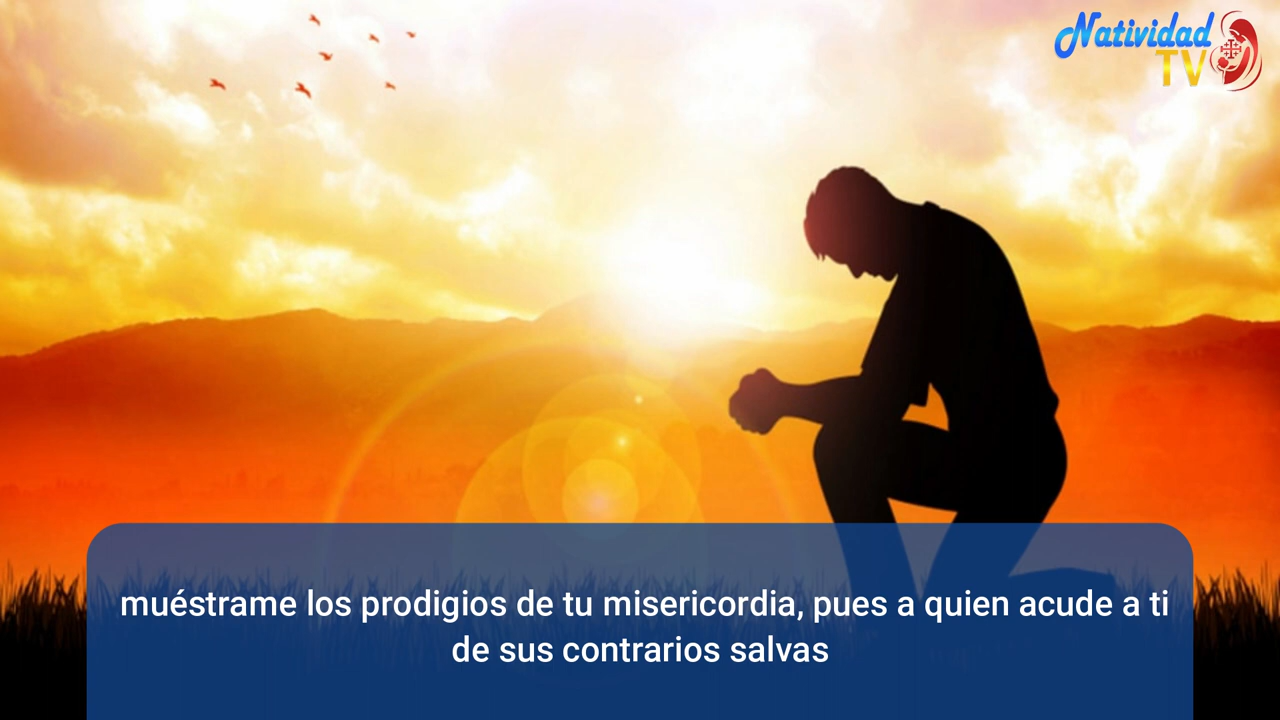 Natividad
TV
muéstrame los prodigios de tu misericordia, pues a quien acude a ti
de sus contrarios salvas